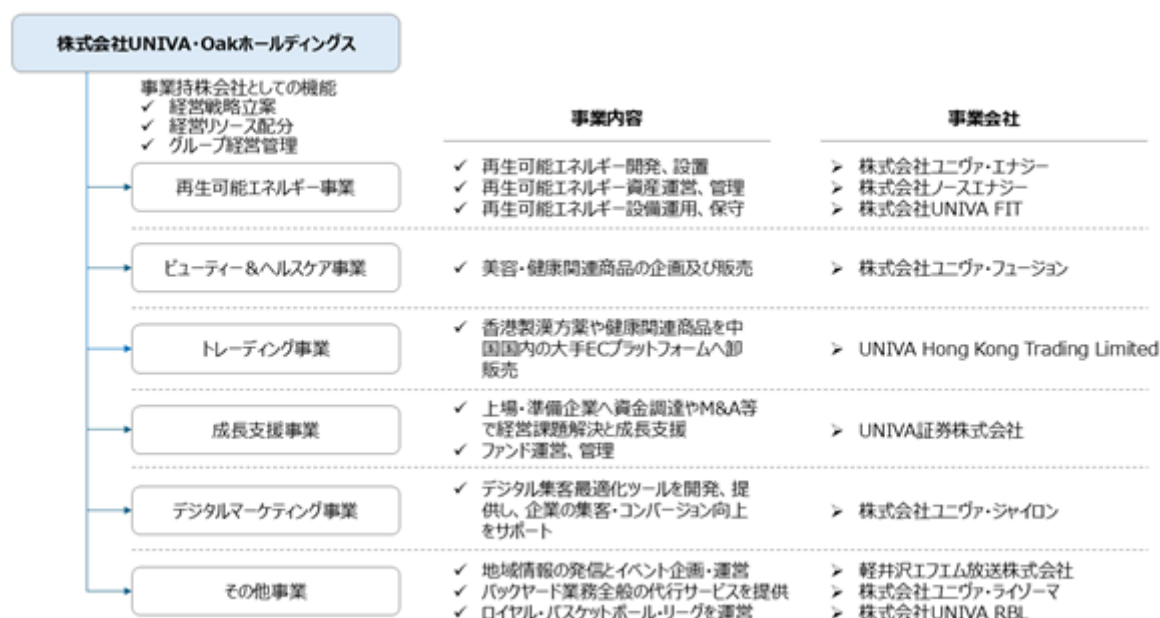 株式会社UNIVA・Oakホールディングス
事業持株会社としての機能
✓ 経営戦略立案
✓ 経営リソース配分
✓ グループ経営管理
事業内容
事業会社
再生可能エネルギー事業
✓ 再生可能エネルギー開発、設置
✓ 再生可能エネルギー資産運営、管理
✓ 再生可能エネルギー設備運用、保守
➢ 株式会社ユニヴァ・エナジー
➢ 株式会社ノースエナジー
➢ 株式会社UNIVA FIT
ビューティー&ヘルスケア事業
✓ 美容・健康関連商品の企画及び販売
➢ 株式会社ユニヴァ・フュージョン
トレーディング事業
✓ 香港製漢方薬や健康関連商品を中
国国内の大手ECプラットフォームへ卸
販売
➢ UNIVA Hong Kong Trading Limited
成長支援事業
✓ 上場・準備企業へ資金調達やM&A等
で経営課題解決と成長支援
✓ ファンド運営、管理
➢ UNIVA証券株式会社
デジタルマーケティング事業
✓ デジタル集客最適化ツールを開発、提
供し、企業の集客・コンバージョン向上
をサポート
➢ 株式会社ユニヴァ・ジャイロン
その他事業
✓ 地域情報の発信とイベント企画・運営
✓ バックヤード業務全般の代行サービスを提供
✓ ロイヤル・バスケットボール・リーグを運営
➢ 軽井沢エフエム放送株式会社
➢ 株式会社ユニヴァ・ライゾーマ
➢ 株式会社UNIVA RBL